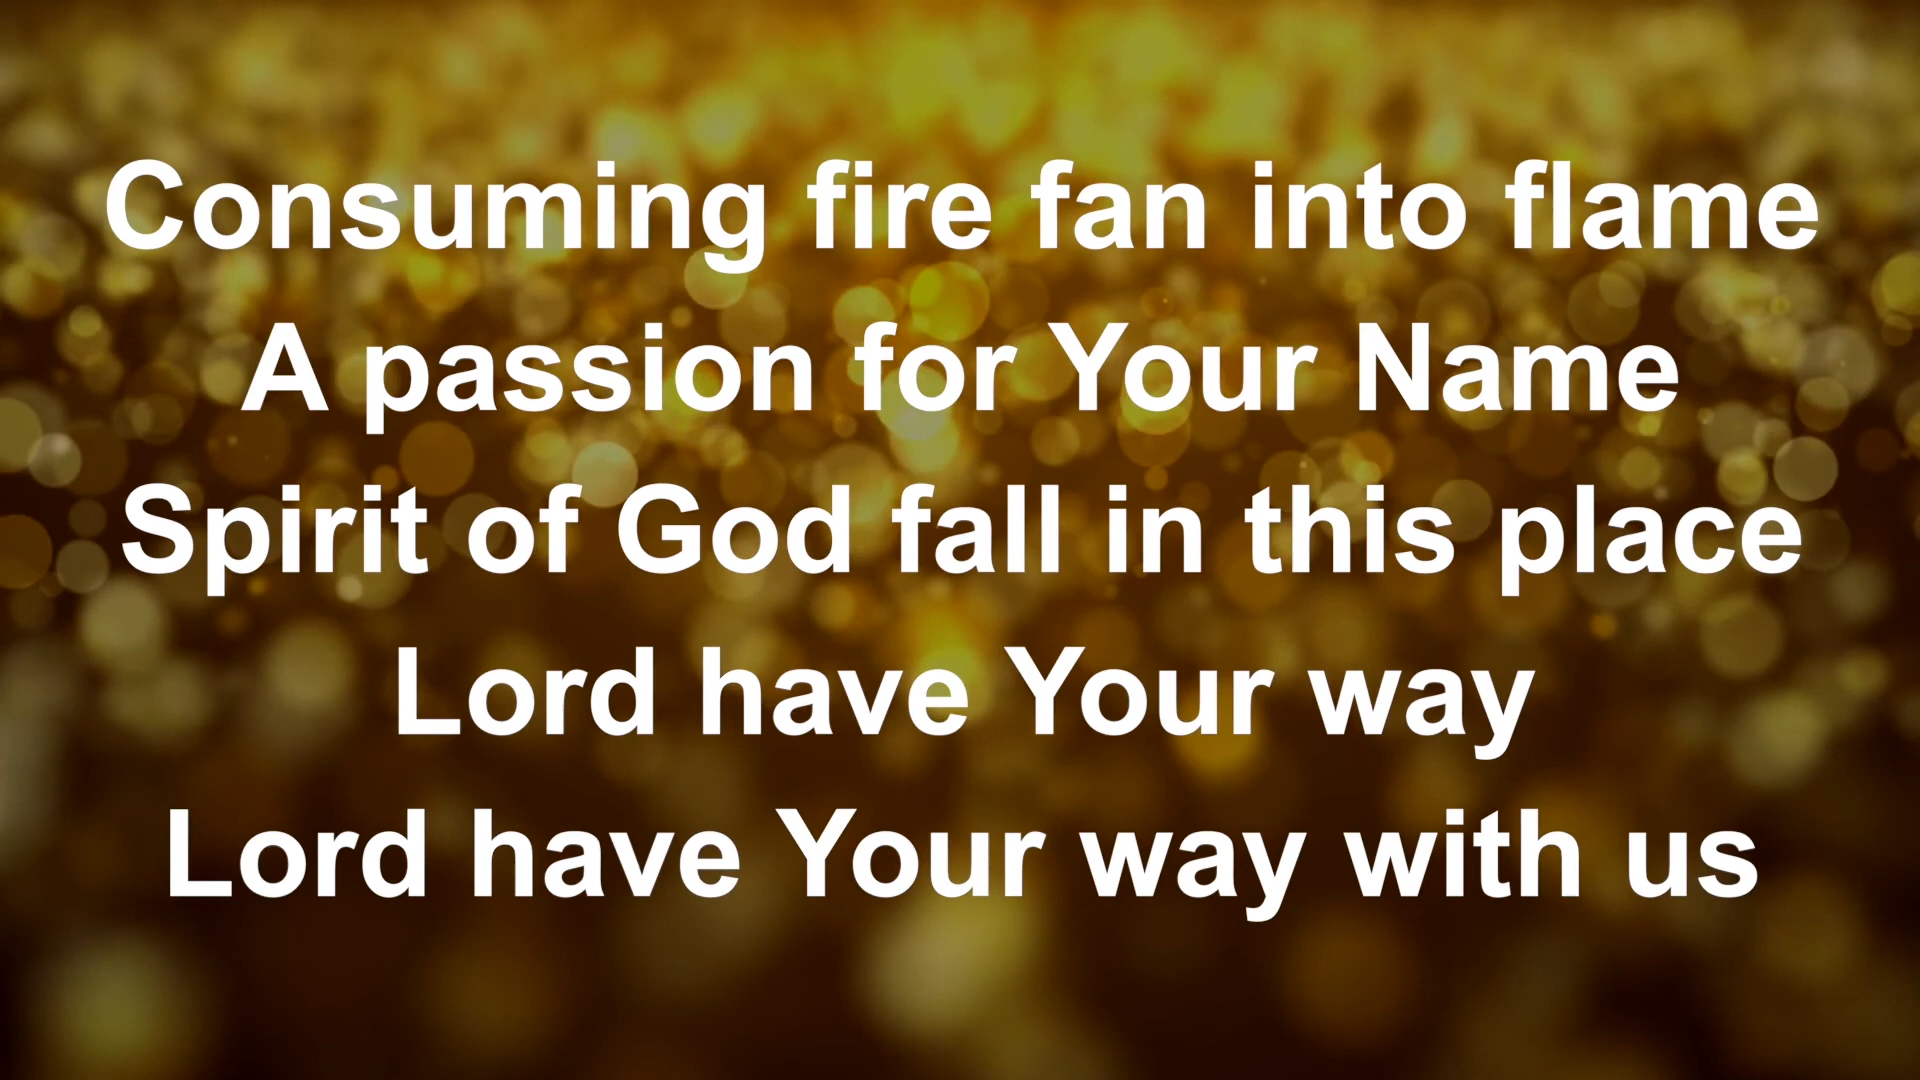 Consuming fire fan into flame
A passion for Your Name
Spirit of God fall in this place
Lord have Your way
Lord have Your way with us